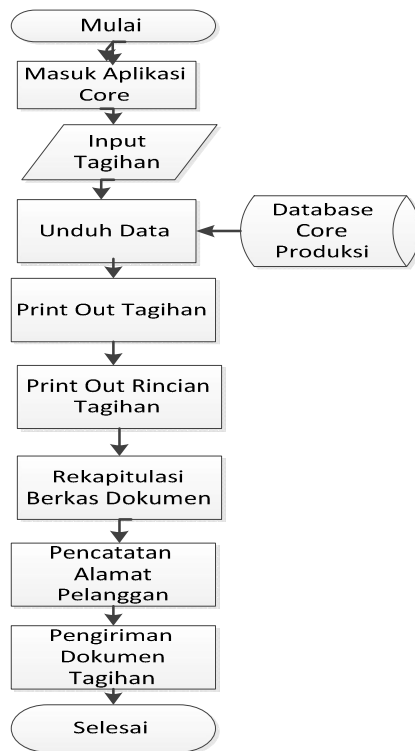 Mulai
Masuk Aplikasi
Core
Input
Tagihan
Unduh Data
Database
Core
Produksi
Print Out Tagihan
Print Out Rincian
Tagihan
Rekapitulasi
Berkas Dokumen
Pencatatan
Alamat
Pelanggan
Pengiriman
Dokumen
Tagihan
Selesai